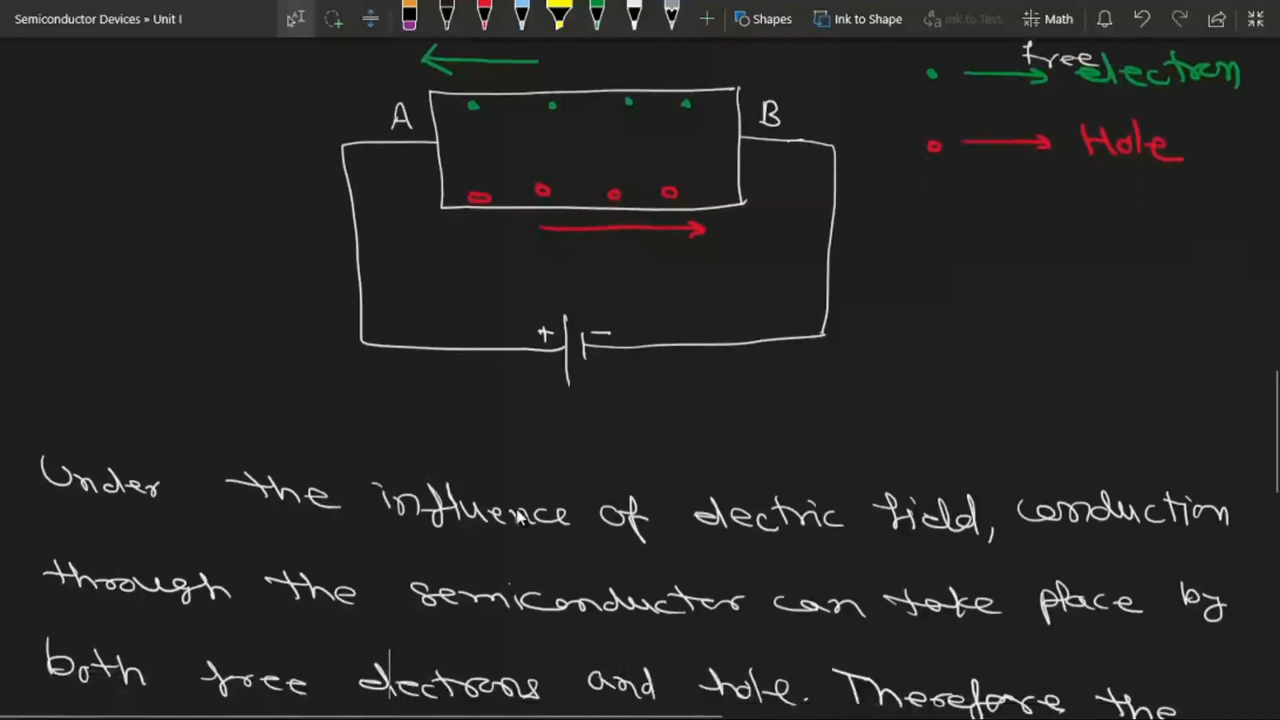 Semiconductor Devices » Unit I
Shapes
Ink to Shape
Ink to Text
Math
free
electron
A
B
Hole
+ −
Under the influence of electric field, conduction
through the semiconductor can take place by
both free electrons and hole. Therefore the